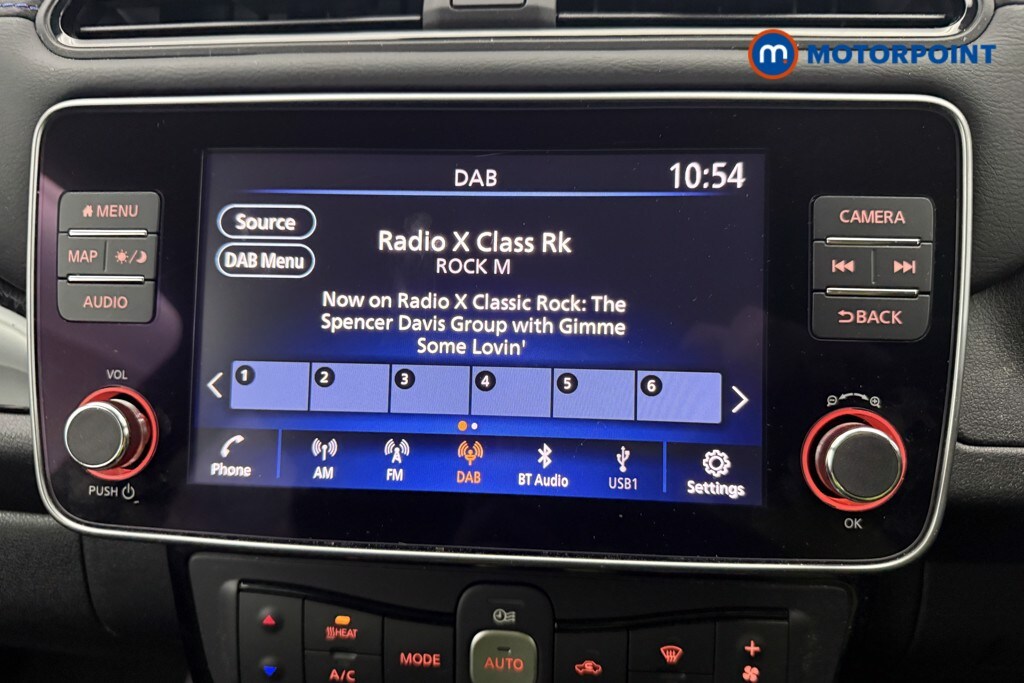 m MOTORPOINT
DAB
10:54
MENU
MAP
AUDIO
Source
DAB Menu
Radio X Class Rk
ROCK M
Now on Radio X Classic Rock: The
Spencer Davis Group with Gimme
Some Lovin'
1 2 3 4 5 6
Phone
AM
FM
DAB
BT Audio
USB1
Settings
VOL
PUSH
CAMERA
BACK
OK
HEAT
A/C
MODE
AUTO